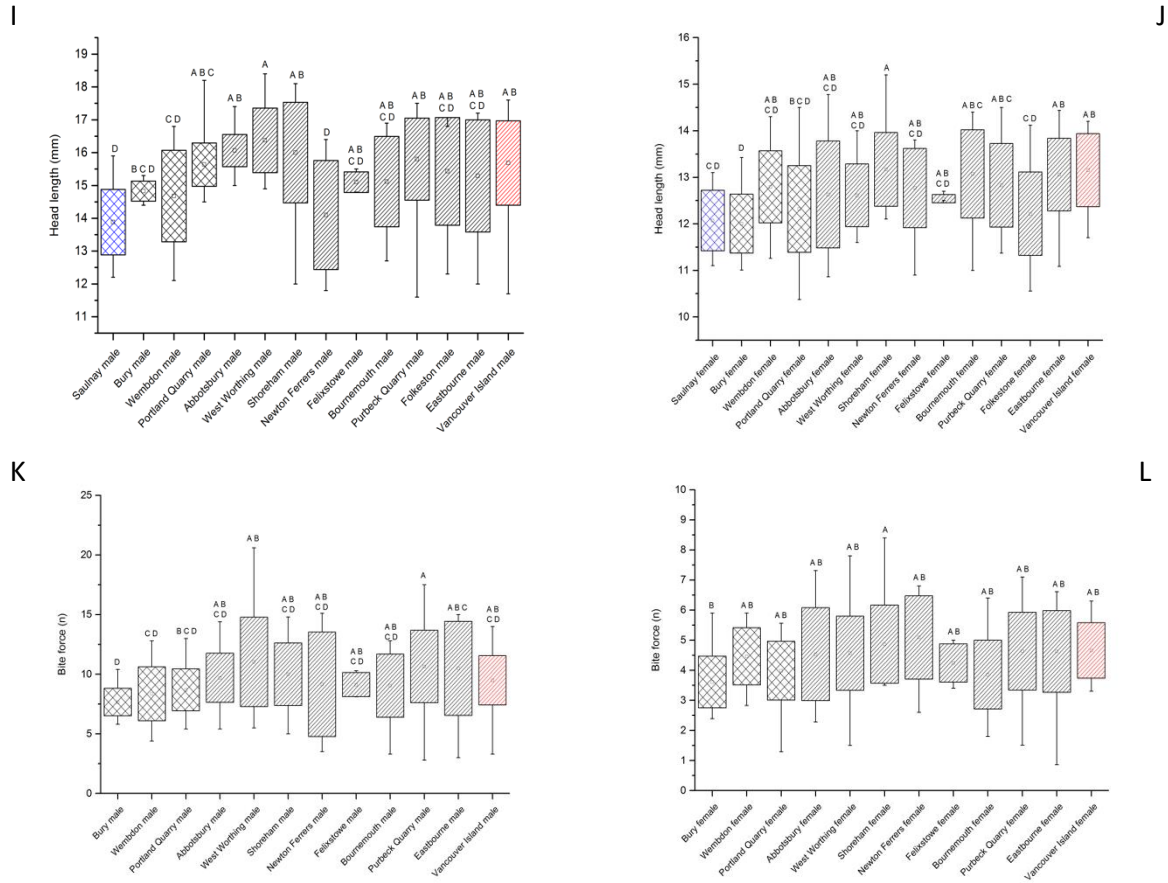 I
Head length (mm)
19
18
17
16
15
14
13
12
11
D
B C D
C D
A B C
A B
A
A B
D
A B
C D
A B
C D
A B
A B
C D
A B
C D
A B
Saulnay male
Bury male
Wembdon male
Portland Quarry male
Abbotsbury male
West Worthing male
Shoreham male
Newton Ferrers male
Felixstowe male
Bournemouth male
Purbeck Quarry male
Folkeston male
Eastbourne male
Vancouver Island male
J
Head length (mm)
16
15
14
13
12
11
10
C D
D
A B
C D
B C D
A B
C D
A B
C D
A
A B
C D
A B
C D
A B C
A B C
C D
A B
A B
Saulnay female
Bury female
Wembdon female
Portland Quarry female
Abbotsbury female
West Worthing female
Shoreham female
Newton Ferrers female
Felixstowe female
Bournemouth female
Purbeck Quarry female
Folkestone female
Eastbourne female
Vancouver Island female
K
Bite force (n)
25
20
15
10
5
0
D
C D
B C D
A B
C D
A B
A B
C D
A B
C D
A B
C D
A B
C D
A
A B C
A B
C D
Bury male
Wembdon male
Portland Quarry male
Abbotsbury male
West Worthing male
Shoreham male
Newton Ferrers male
Felixstowe male
Bournemouth male
Purbeck Quarry male
Eastbourne male
Vancouver Island male
L
Bite force (n)
10
9
8
7
6
5
4
3
2
1
0
B
A B
A B
A B
A B
A
A B
A B
A B
A B
A B
A B
Bury female
Wembdon female
Portland Quarry female
Abbotsbury female
West Worthing female
Shoreham female
Newton Ferrers female
Felixstowe female
Bournemouth female
Purbeck Quarry female
Eastbourne female
Vancouver Island female